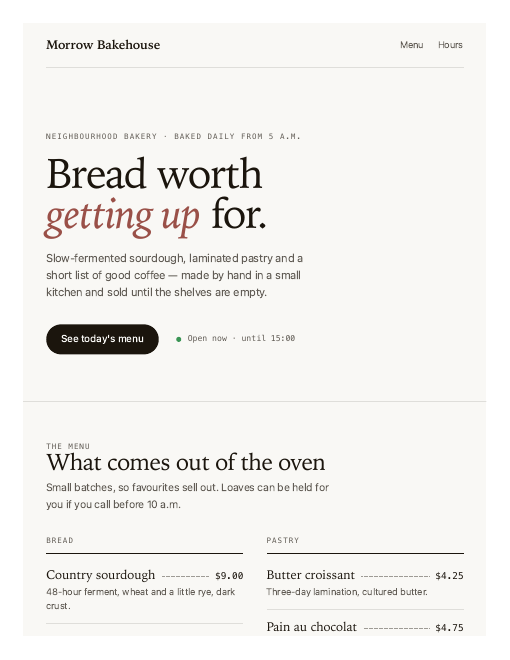 Morrow Bakehouse
Menu Hours
NEIGHBOURHOOD BAKERY · BAKED DAILY FROM 5 A.M.
Bread worth
getting up for.
Slow-fermented sourdough, laminated pastry and a
short list of good coffee — made by hand in a small
kitchen and sold until the shelves are empty.
See today's menu
Open now · until 15:00
THE MENU
What comes out of the oven
Small batches, so favourites sell out. Loaves can be held for
you if you call before 10 a.m.
BREAD
Country sourdough $9.00
48-hour ferment, wheat and a little rye, dark
crust.
PASTRY
Butter croissant $4.25
Three-day lamination, cultured butter.
Pain au chocolat $4.75